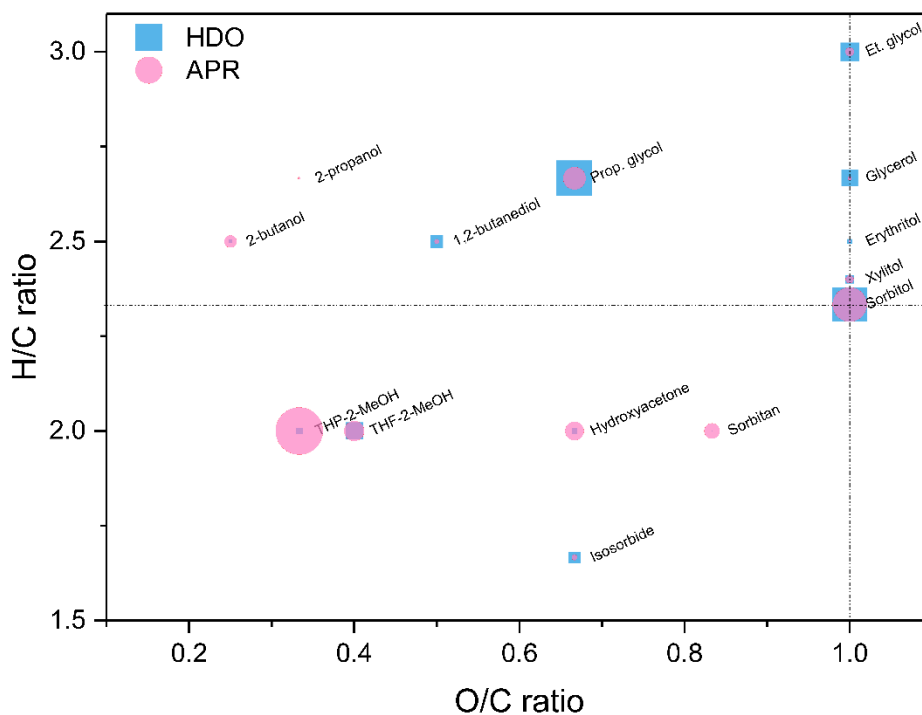 HDO
APR
3.0
2.5
2.0
1.5
H/C ratio
Et. glycol
2-propanol
Prop. glycol
Glycerol
2-butanol
1,2-butanediol
Erythritol
Xylitol
Sorbitol
THP-2-MeOH
THF-2-MeOH
Hydroxyacetone
Sorbitan
Isosorbide
0.2
0.4
0.6
0.8
1.0
O/C ratio